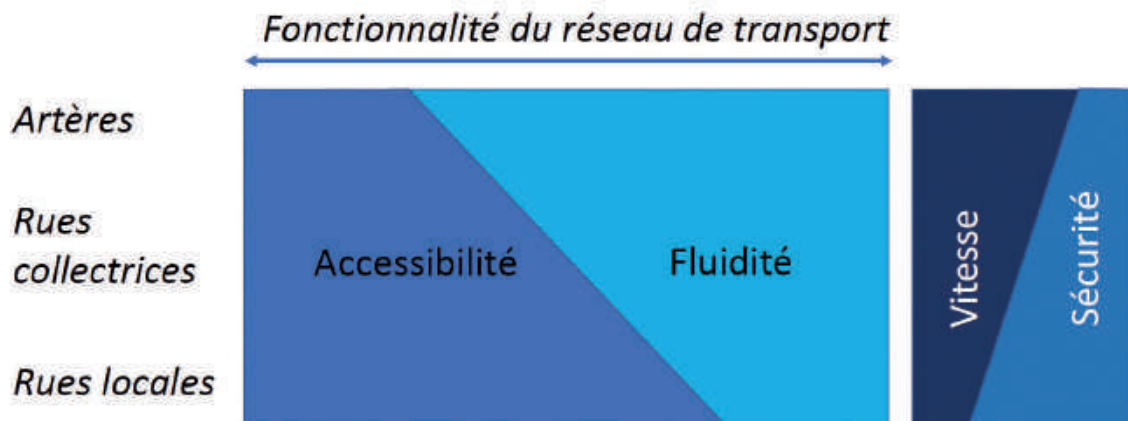 Fonctionnalité du réseau de transport
Artères
Rues
collectrices
Rues locales
Accessibilité
Fluidité
Vitesse
Sécurité